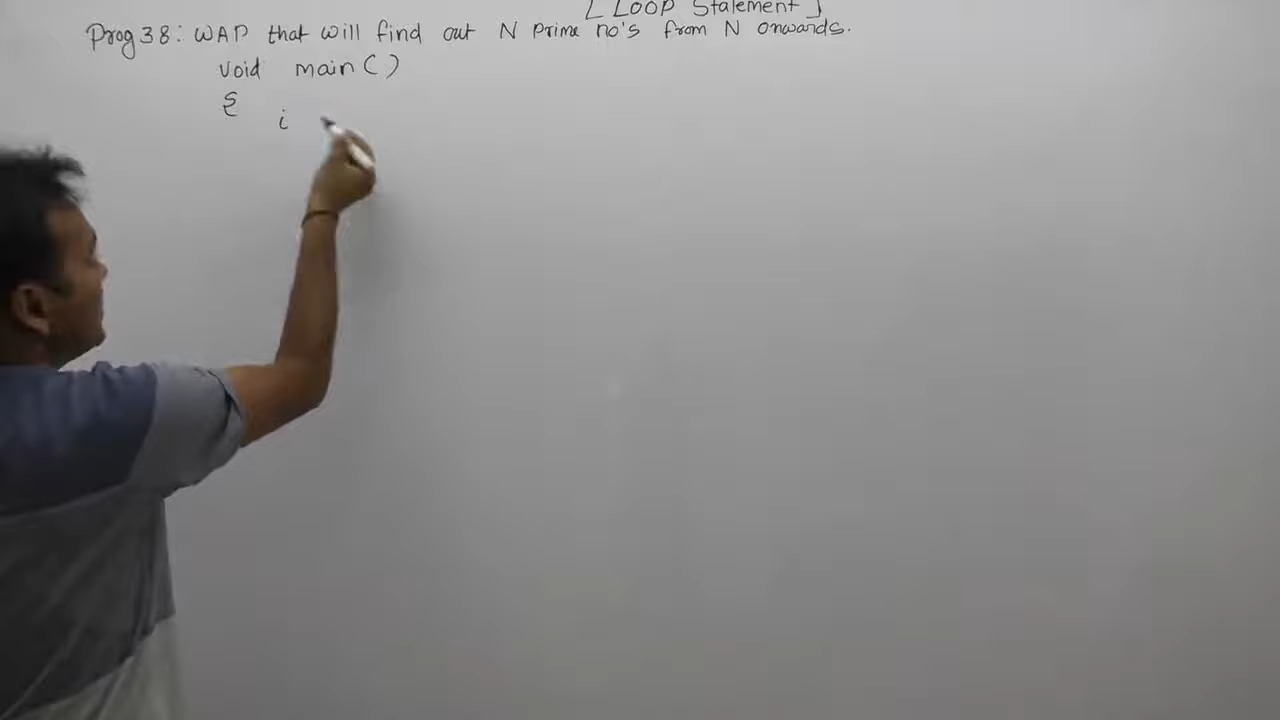 [ Loop Statement ]
Prog 38: WAP that will find out N Prime no's from N onwards.
void main()
{
i